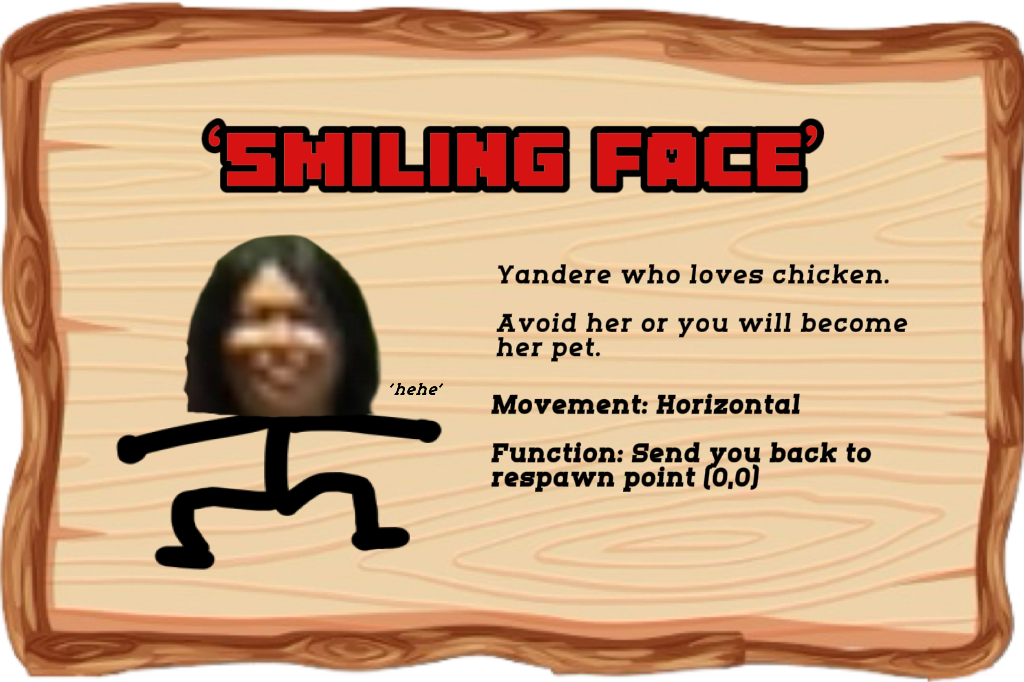 ‘SMILING FACE’
Yandere who loves chicken.
Avoid her or you will become
her pet.
‘hehe’
Movement: Horizontal
Function: Send you back to
respawn point (0,0)